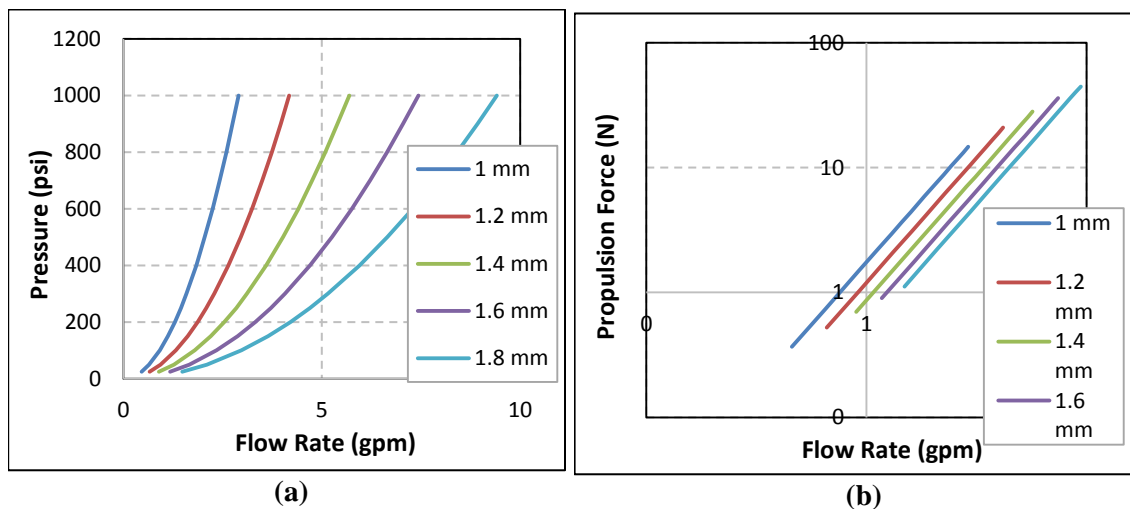 1200
1000
800
600
400
200
0
Pressure (psi)
0 5 10
Flow Rate (gpm)
1 mm
1.2 mm
1.4 mm
1.6 mm
1.8 mm
(a)
100
10
1
0
Propulsion Force (N)
0 1
Flow Rate (gpm)
1 mm
1.2
mm
1.4
mm
1.6
mm
(b)